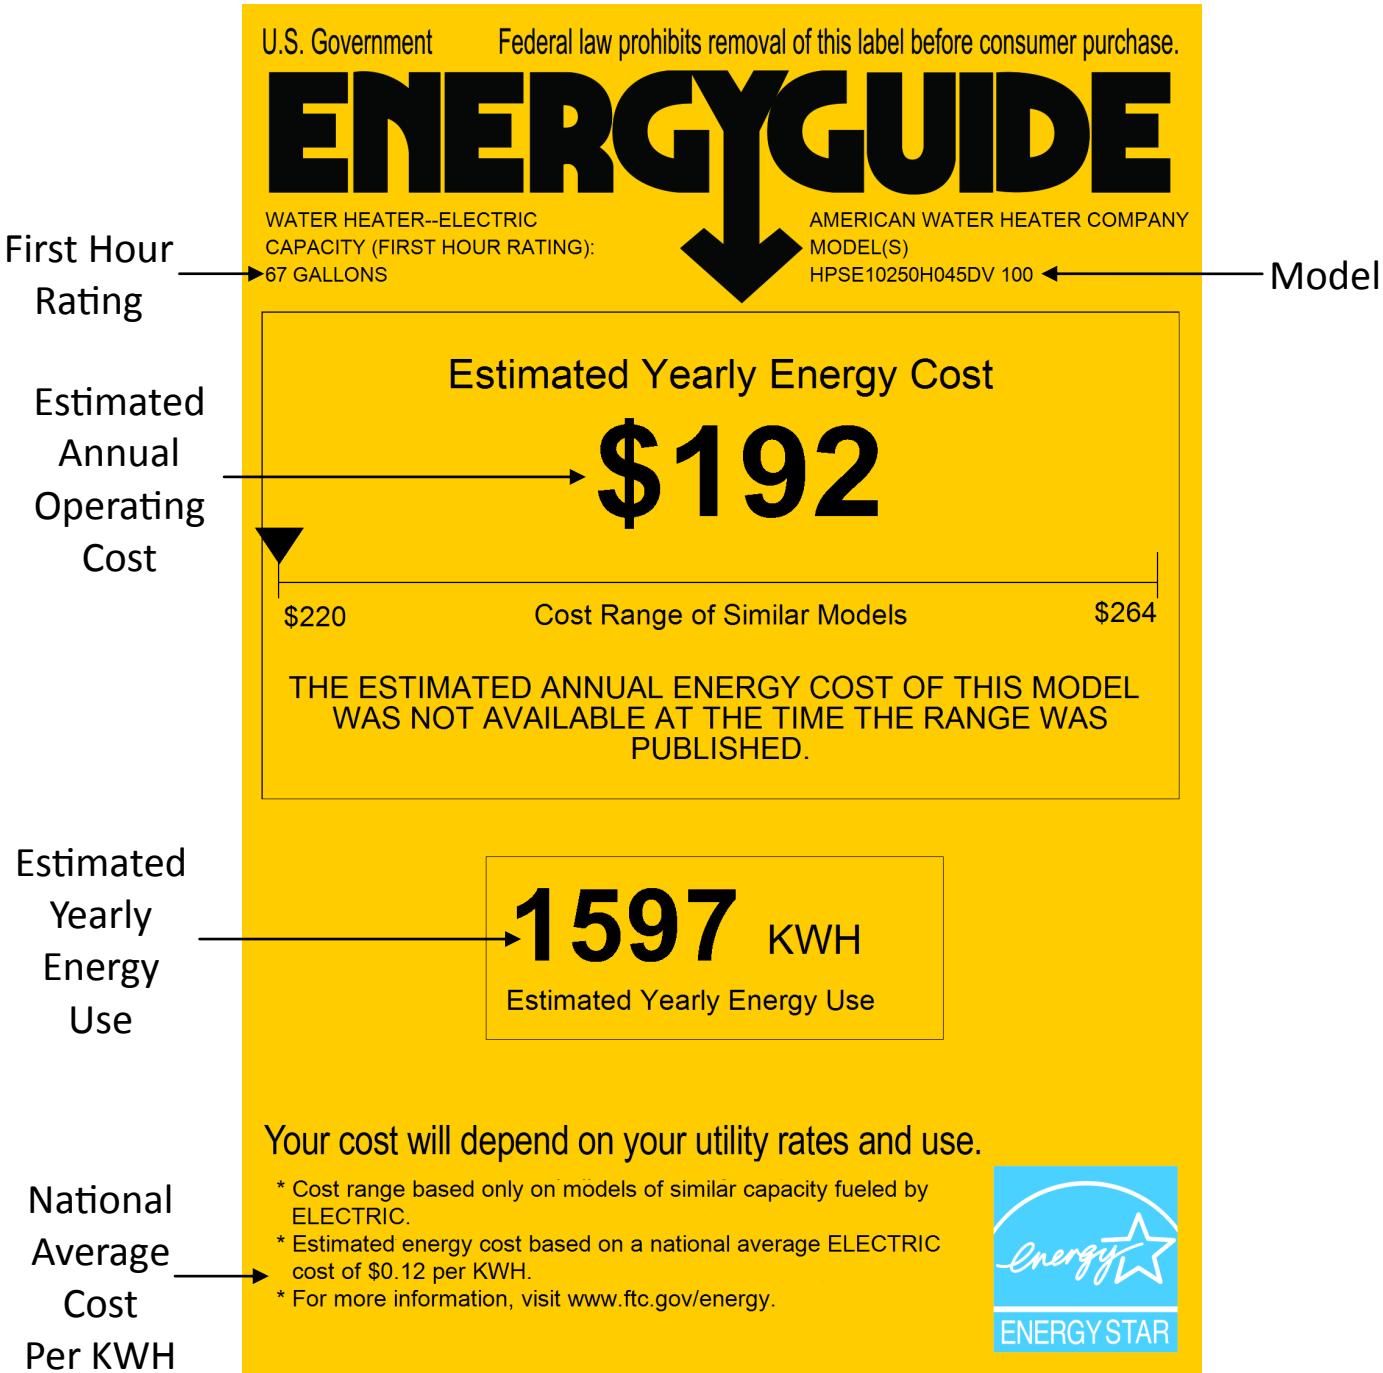 U.S. Government Federal law prohibits removal of this label before consumer purchase.
ENERGYGUIDE
WATER HEATER--ELECTRIC
CAPACITY (FIRST HOUR RATING):
67 GALLONS
AMERICAN WATER HEATER COMPANY
MODEL(S)
HPSE10250H045DV 100
First Hour
Rating
Model
Estimated Yearly Energy Cost
$192
Estimated
Annual
Operating
Cost
$220 Cost Range of Similar Models $264
THE ESTIMATED ANNUAL ENERGY COST OF THIS MODEL
WAS NOT AVAILABLE AT THE TIME THE RANGE WAS
PUBLISHED.
Estimated
Yearly
Energy
Use
1597 KWH
Estimated Yearly Energy Use
Your cost will depend on your utility rates and use.
* Cost range based only on models of similar capacity fueled by
ELECTRIC.
* Estimated energy cost based on a national average ELECTRIC
cost of $0.12 per KWH.
* For more information, visit www.ftc.gov/energy.
National
Average
Cost
Per KWH
energy
ENERGY STAR